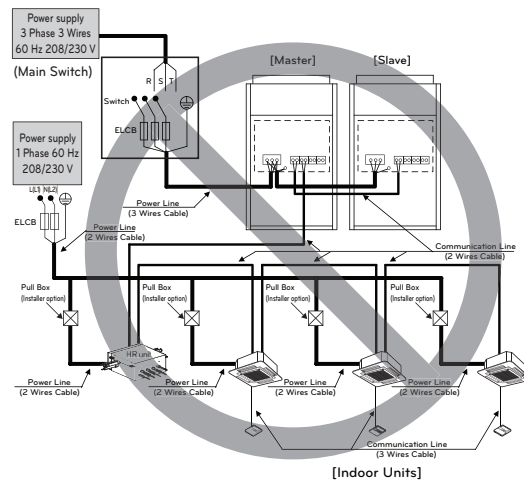 Power supply
3 Phase 3 Wires
60 Hz 208/230 V
(Main Switch)
R S T
Switch
ELCB
[Master]
[Slave]
Power supply
1 Phase 60 Hz
208/230 V
L(L1) N(L2)
ELCB
Power Line
(2 Wires Cable)
Power Line
(3 Wires Cable)
Communication Line
(2 Wires Cable)
Pull Box
(Installer option)
Pull Box
(Installer option)
Pull Box
(Installer option)
Pull Box
(Installer option)
HR unit
Power Line
(2 Wires Cable)
Power Line
(2 Wires Cable)
Power Line
(2 Wires Cable)
Power Line
(2 Wires Cable)
Communication Line
(3 Wires Cable)
[Indoor Units]